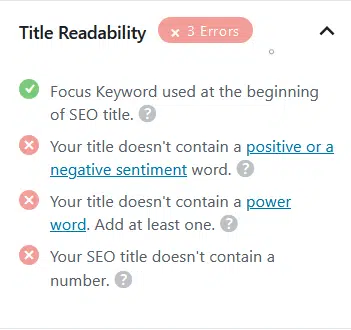 Title Readability × 3 Errors
Focus Keyword used at the beginning
of SEO title. ?
Your title doesn't contain a positive or a
negative sentiment word. ?
Your title doesn't contain a power
word. Add at least one. ?
Your SEO title doesn't contain a
number. ?